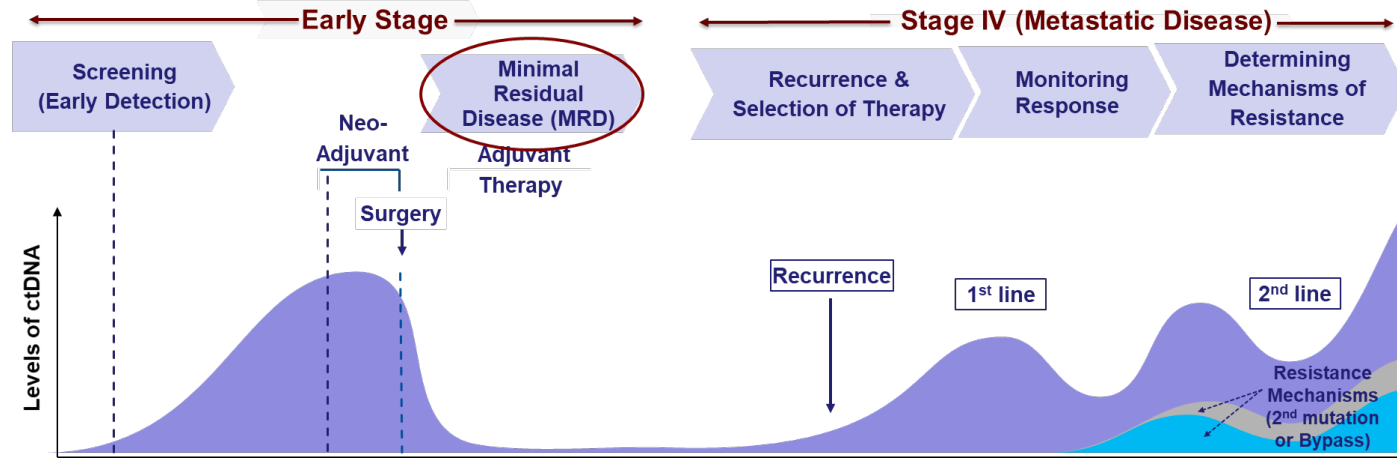 Early Stage
Stage IV (Metastatic Disease)
Screening
(Early Detection)
Minimal
Residual
Disease (MRD)
Recurrence &
Selection of Therapy
Monitoring
Response
Determining
Mechanisms of
Resistance
Neo-
Adjuvant
Adjuvant
Therapy
Surgery
Levels of ctDNA
Recurrence
1st line
2nd line
Resistance
Mechanisms
(2nd mutation
or Bypass)